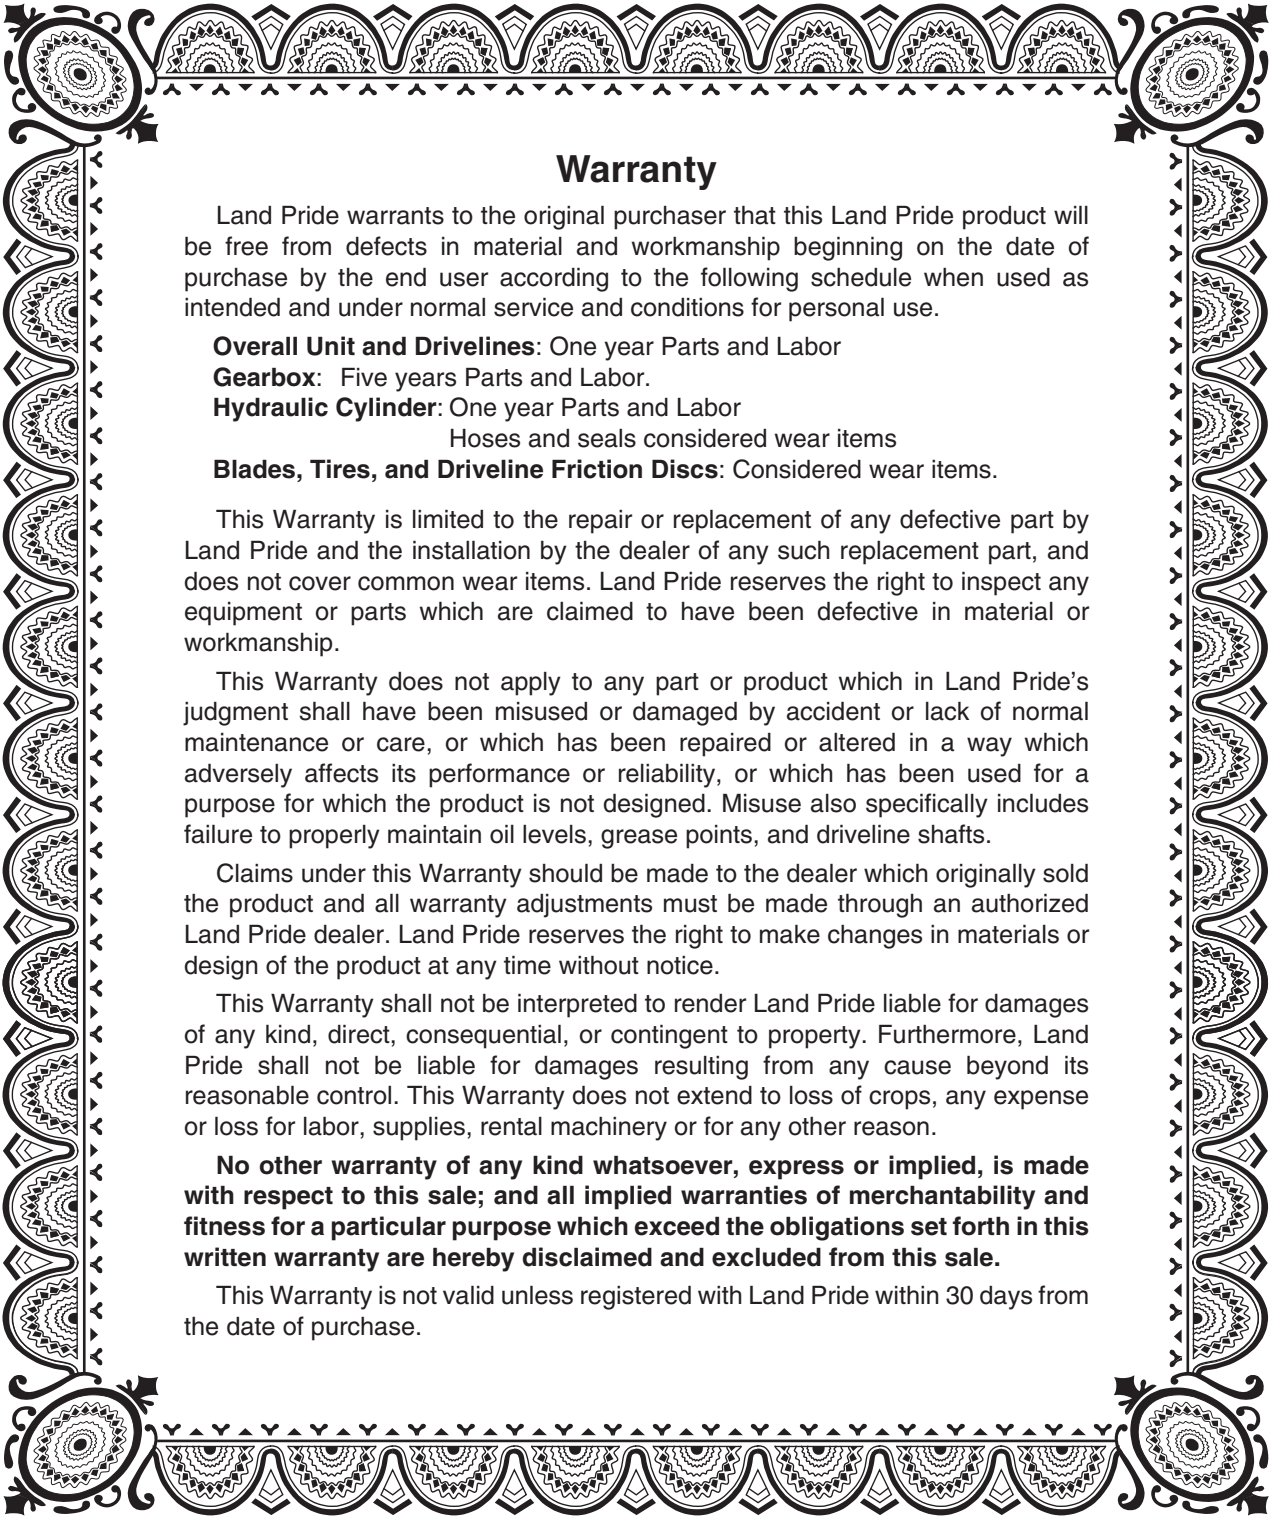 Warranty
Land Pride warrants to the original purchaser that this Land Pride product will
be free from defects in material and workmanship beginning on the date of
purchase by the end user according to the following schedule when used as
intended and under normal service and conditions for personal use.
Overall Unit and Drivelines: One year Parts and Labor
Gearbox: Five years Parts and Labor.
Hydraulic Cylinder: One year Parts and Labor
Hoses and seals considered wear items
Blades, Tires, and Driveline Friction Discs: Considered wear items.
This Warranty is limited to the repair or replacement of any defective part by
Land Pride and the installation by the dealer of any such replacement part, and
does not cover common wear items. Land Pride reserves the right to inspect any
equipment or parts which are claimed to have been defective in material or
workmanship.
This Warranty does not apply to any part or product which in Land Pride’s
judgment shall have been misused or damaged by accident or lack of normal
maintenance or care, or which has been repaired or altered in a way which
adversely affects its performance or reliability, or which has been used for a
purpose for which the product is not designed. Misuse also specifically includes
failure to properly maintain oil levels, grease points, and driveline shafts.
Claims under this Warranty should be made to the dealer which originally sold
the product and all warranty adjustments must be made through an authorized
Land Pride dealer. Land Pride reserves the right to make changes in materials or
design of the product at any time without notice.
This Warranty shall not be interpreted to render Land Pride liable for damages
of any kind, direct, consequential, or contingent to property. Furthermore, Land
Pride shall not be liable for damages resulting from any cause beyond its
reasonable control. This Warranty does not extend to loss of crops, any expense
or loss for labor, supplies, rental machinery or for any other reason.
No other warranty of any kind whatsoever, express or implied, is made
with respect to this sale; and all implied warranties of merchantability and
fitness for a particular purpose which exceed the obligations set forth in this
written warranty are hereby disclaimed and excluded from this sale.
This Warranty is not valid unless registered with Land Pride within 30 days from
the date of purchase.